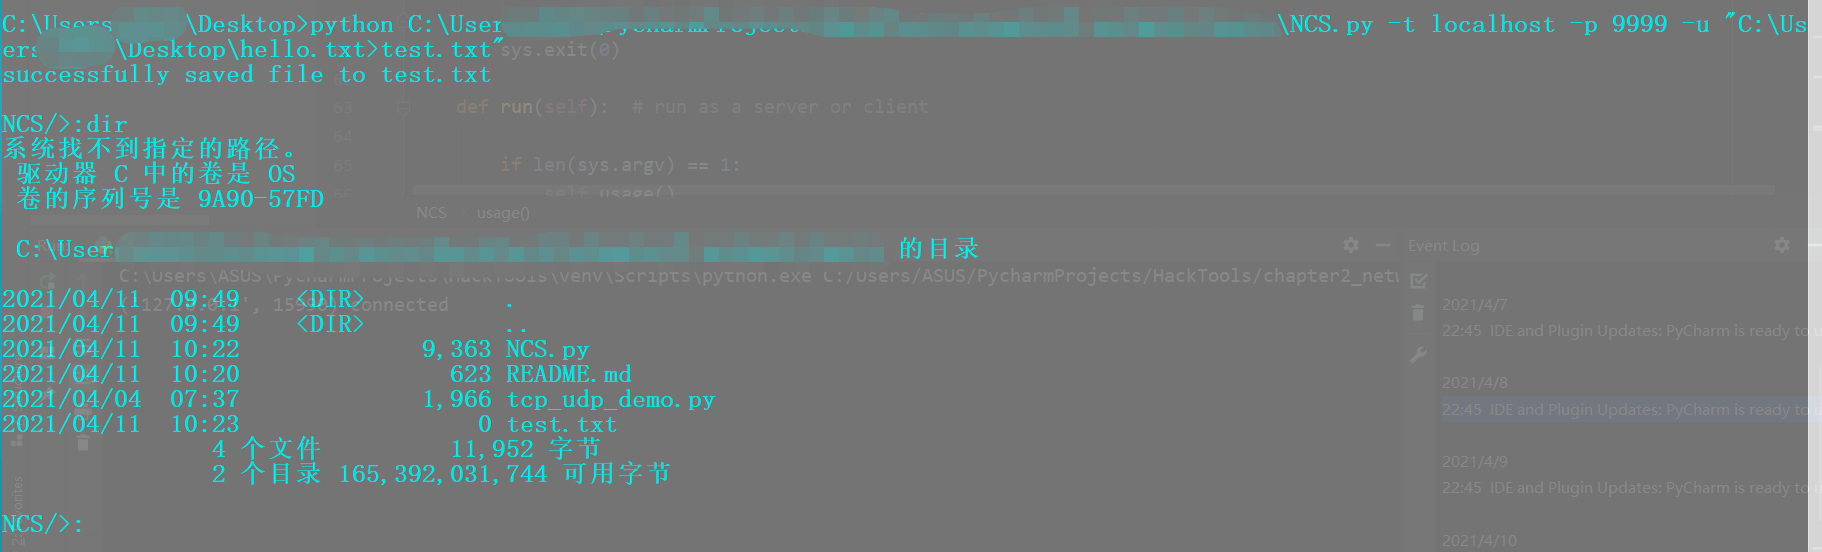 C:\Users \Desktop>python C:\User \NCS.py -t localhost -p 9999 -u "C:\Us
ers \Desktop\hello.txt>test.txt"
sys.exit(0)
successfully saved file to test.txt
63 def run(self): # run as a server or client
NCS/>:dir
64
系统找不到指定的路径。
65 if len(sys.argv) == 1:
驱动器 C 中的卷是 OS
66 self.usage()
卷的序列号是 9A90-57FD
NCS usage()
C:\User 的目录
Event Log
C:\Users\ASUS\PycharmProjects\HackTools\venv\Scripts\python.exe C:/Users/ASUS/PycharmProjects/HackTools/chapter2_netw
2021/04/11 09:49 <DIR> .
connected
2021/4/7
2021/04/11 09:49 <DIR> ..
22:45 IDE and Plugin Updates: PyCharm is ready to u
2021/04/11 10:22 9,363 NCS.py
2021/04/11 10:20 623 README.md
2021/4/8
2021/04/04 07:37 1,966 tcp_udp_demo.py
22:45 IDE and Plugin Updates: PyCharm is ready to u
2021/04/11 10:23 0 test.txt
4 个文件 11,952 字节
2021/4/9
2 个目录 165,392,031,744 可用字节
22:45 IDE and Plugin Updates: PyCharm is ready to u
NCS/>:
2021/4/10
2: Favorites